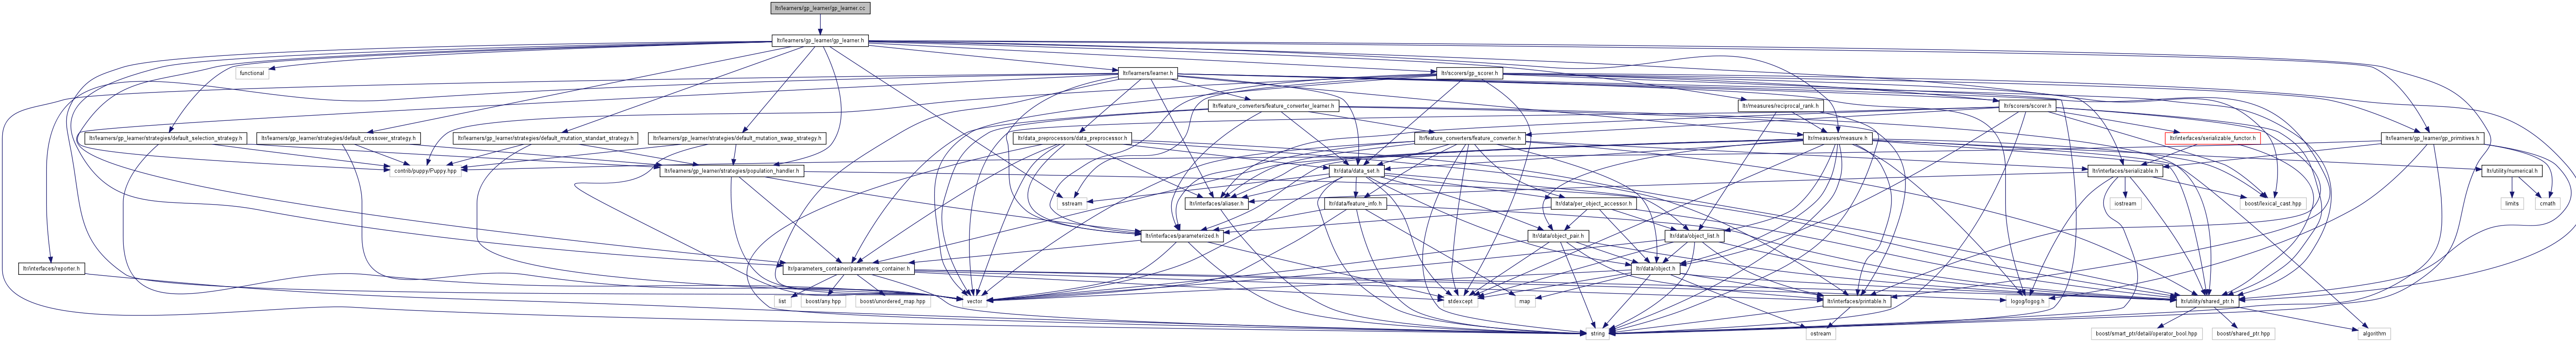 ltr/learners/gp_learner/gp_learner.cc
ltr/learners/gp_learner/gp_learner.h
functional
ltr/learners/learner.h
ltr/scorers/gp_scorer.h
ltr/feature_converters/feature_converter_learner.h
ltr/measures/reciprocal_rank.h
ltr/scorers/scorer.h
ltr/learners/gp_learner/strategies/default_selection_strategy.h
ltr/learners/gp_learner/strategies/default_crossover_strategy.h
ltr/learners/gp_learner/strategies/default_mutation_standart_strategy.h
ltr/learners/gp_learner/strategies/default_mutation_swap_strategy.h
ltr/data_preprocessors/data_preprocessor.h
ltr/feature_converters/feature_converter.h
ltr/measures/measure.h
ltr/interfaces/serializable_functor.h
ltr/learners/gp_learner/gp_primitives.h
contrib/puppy/Puppy.hpp
ltr/learners/gp_learner/strategies/population_handler.h
ltr/data/data_set.h
ltr/interfaces/serializable.h
ltr/utility/numerical.h
sstream
ltr/interfaces/aliaser.h
ltr/data/feature_info.h
ltr/data/per_object_accessor.h
iostream
boost/lexical_cast.hpp
limits
cmath
ltr/interfaces/parameterized.h
ltr/data/object_pair.h
ltr/data/object_list.h
ltr/interfaces/reporter.h
ltr/parameters_container/parameters_container.h
ltr/data/object.h
list
boost/any.hpp
boost/unordered_map.hpp
vector
stdexcept
map
ltr/interfaces/printable.h
logog/logog.h
ltr/utility/shared_ptr.h
string
ostream
boost/smart_ptr/detail/operator_bool.hpp
boost/shared_ptr.hpp
algorithm